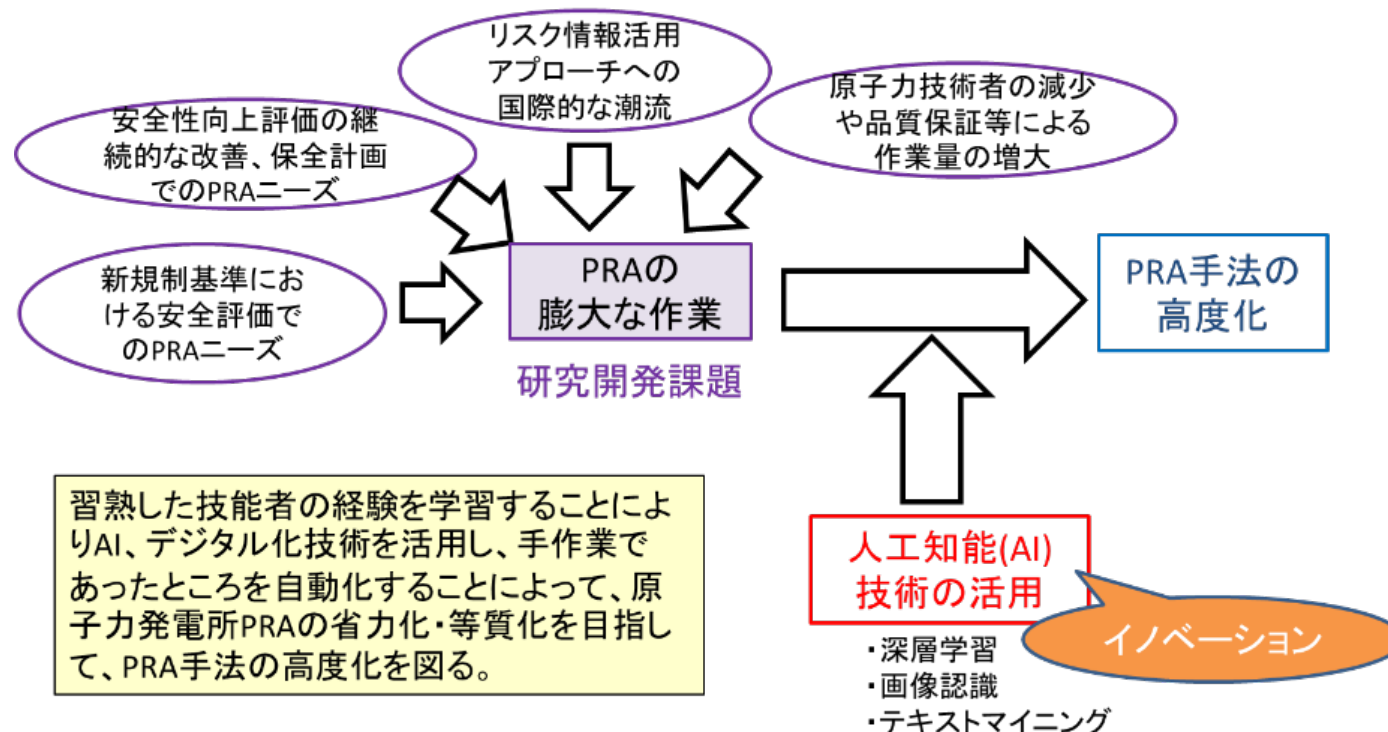 リスク情報活用
アプローチへの
国際的な潮流
原子力技術者の減少
や品質保証等による
作業量の増大
安全性向上評価の継
続的な改善、保全計画
でのPRAニーズ
新規制基準にお
ける安全評価で
のPRAニーズ
PRAの
膨大な作業
研究開発課題
PRA手法の
高度化
習熟した技能者の経験を学習することによ
りAI、デジタル化技術を活用し、手作業で
あったところを自動化することによって、原
子力発電所PRAの省力化・等質化を目指し
て、PRA手法の高度化を図る。
人工知能(AI)
技術の活用
イノベーション
・深層学習
・画像認識
・テキストマイニング